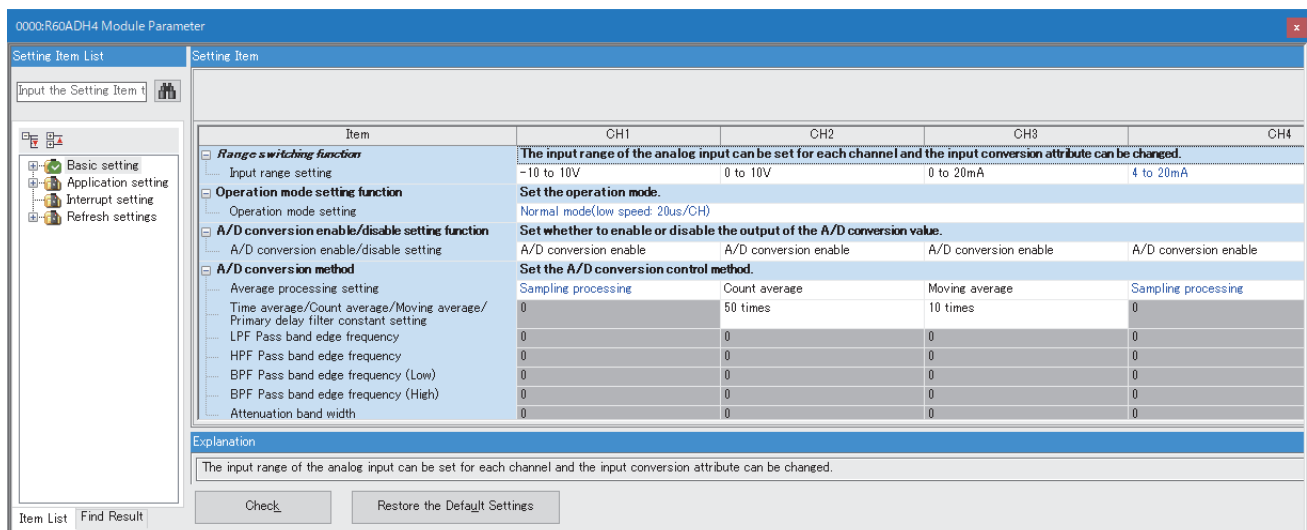 0000:R60ADH4 Module Parameter
x
Setting Item List
Setting Item
Input the Setting Item t
Basic setting
Application setting
Interrupt setting
Refresh settings
Item CH1 CH2 CH3 CH4
Range switching function The input range of the analog input can be set for each channel and the input conversion attribute can be changed.
Input range setting -10 to 10V 0 to 10V 0 to 20mA 4 to 20mA
Operation mode setting function Set the operation mode.
Operation mode setting Normal mode(low speed: 20us/CH)
A/D conversion enable/disable setting function Set whether to enable or disable the output of the A/D conversion value.
A/D conversion enable/disable setting A/D conversion enable A/D conversion enable A/D conversion enable A/D conversion enable
A/D conversion method Set the A/D conversion control method.
Average processing setting Sampling processing Count average Moving average Sampling processing
Time average/Count average/Moving average/ 0 50 times 10 times 0
Primary delay filter constant setting
LPF Pass band edge frequency 0 0 0 0
HPF Pass band edge frequency 0 0 0 0
BPF Pass band edge frequency (Low) 0 0 0 0
BPF Pass band edge frequency (High) 0 0 0 0
Attenuation band width 0 0 0 0
Explanation
The input range of the analog input can be set for each channel and the input conversion attribute can be changed.
Check Restore the Default Settings
Item List Find Result